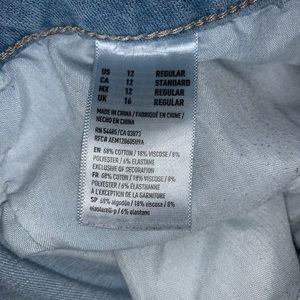 US 12 REGULAR
CA 12 STANDARD
MX 12 REGULAR
UK 16 REGULAR
MADE IN CHINA / FABRIQUÉ EN CHINE /
HECHO EN CHINA
RN 54485/CA 03973
EN 68% COTTON / 18% VISCOSE / 8%
POLYESTER / 6% ELASTANE
EXCLUSIVE OF DECORATION
FR 68% COTON / 18% VISCOSE / 8%
POLYESTER / 6% ÉLASTHANNE
À L'EXCEPTION DE LA GARNITURE
SP 68% algodón / 18% viscosa / 8%
/ 6% elastano